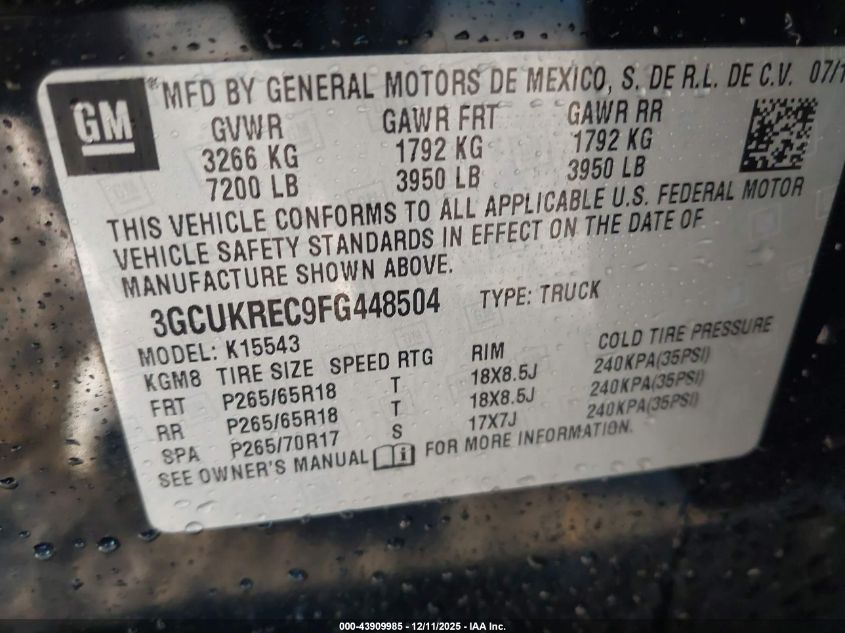 GM
® MFD BY GENERAL MOTORS DE MEXICO, S. DE R.L. DE C.V. 07/1
GVWR GAWR FRT GAWR RR
3266 KG 1792 KG 1792 KG
7200 LB 3950 LB 3950 LB
THIS VEHICLE CONFORMS TO ALL APPLICABLE U.S. FEDERAL MOTOR
VEHICLE SAFETY STANDARDS IN EFFECT ON THE DATE OF
MANUFACTURE SHOWN ABOVE.
3GCUKREC9FG448504 TYPE: TRUCK
MODEL: K15543
KGM8 TIRE SIZE SPEED RTG RIM COLD TIRE PRESSURE
FRT P265/65R18 T 18X8.5J 240KPA(35PSI)
RR P265/65R18 T 18X8.5J 240KPA(35PSI)
SPA P265/70R17 S 17X7J 240KPA(35PSI)
SEE OWNER'S MANUAL FOR MORE INFORMATION.
000-43909985 - 12/11/2025 - IAA Inc.